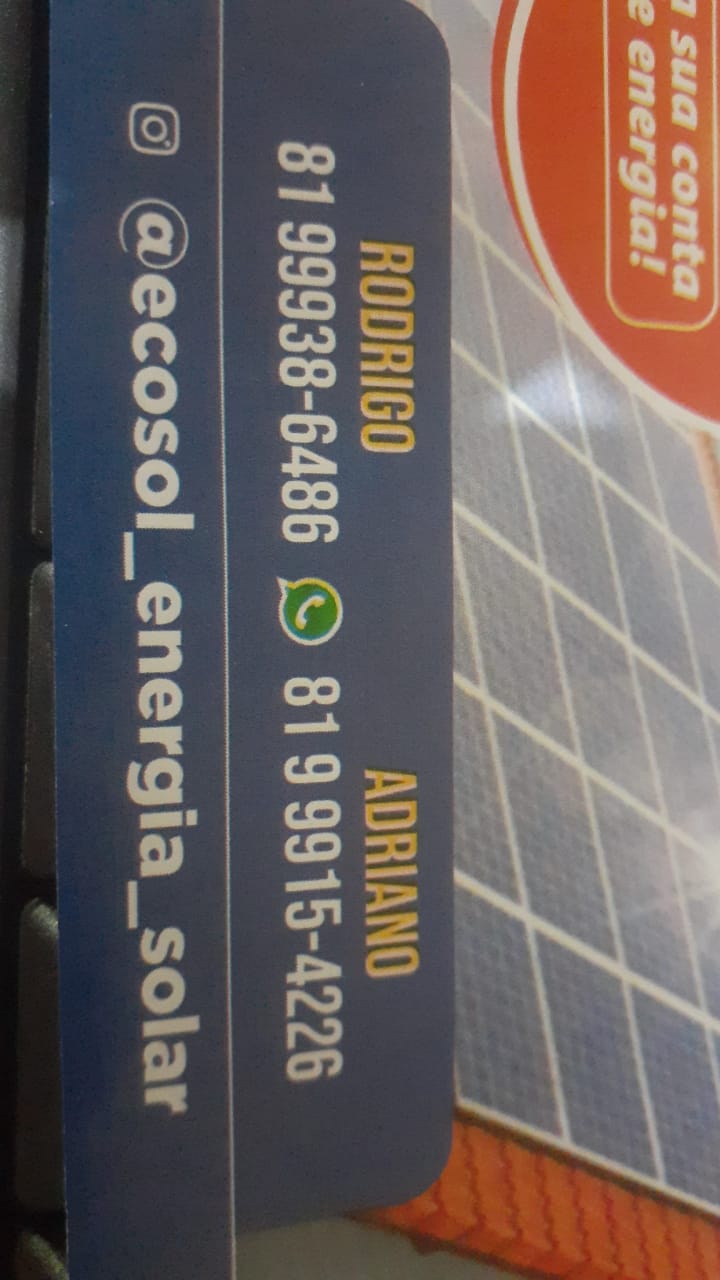 sua conta
e energia!
RODRIGO ADRIANO
81 99938-6486 81 9 9915-4226
@ecosol_energia_solar